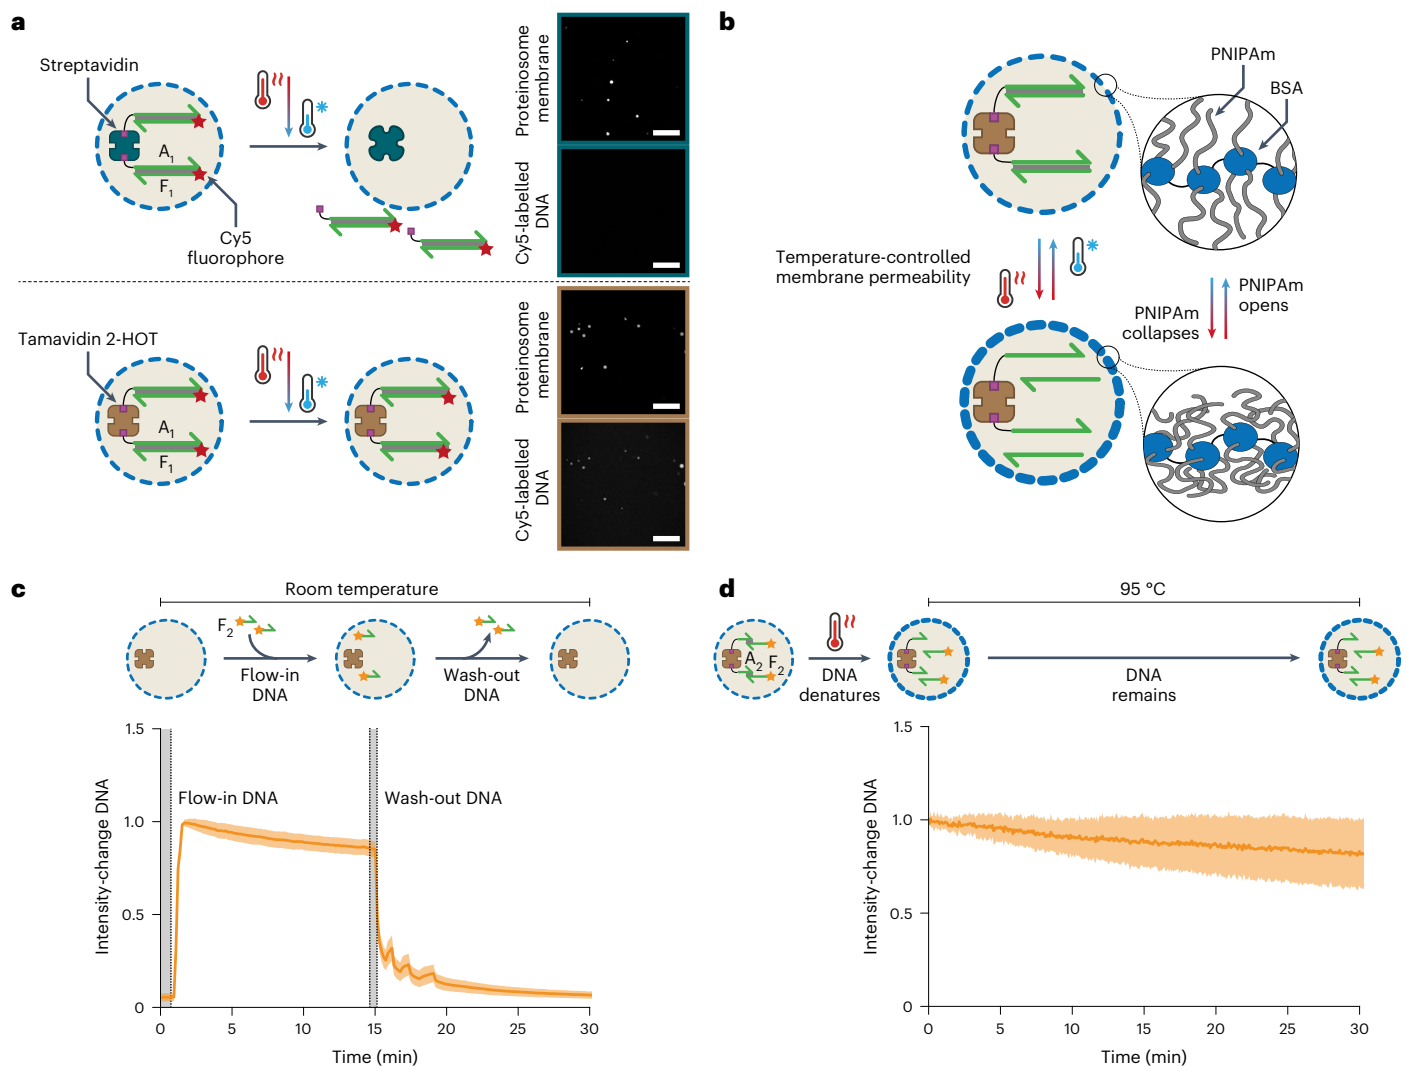 a
Streptavidin
A1
F1
Cy5
fluorophore
Proteinosome
membrane
Cy5-labelled
DNA
Tamavidin 2-HOT
A1
F1
Proteinosome
membrane
Cy5-labelled
DNA
b
PNIPAm
BSA
Temperature-controlled
membrane permeability
PNIPAm
collapses
PNIPAm
opens
c
Room temperature
F2
Flow-in
DNA
Wash-out
DNA
Intensity-change DNA
1.5
1.0
0.5
0
Flow-in DNA
Wash-out DNA
0
5
10
15
20
25
30
Time (min)
d
95 °C
A2 F2
DNA
denatures
DNA
remains
Intensity-change DNA
1.5
1.0
0.5
0
0
5
10
15
20
25
30
Time (min)